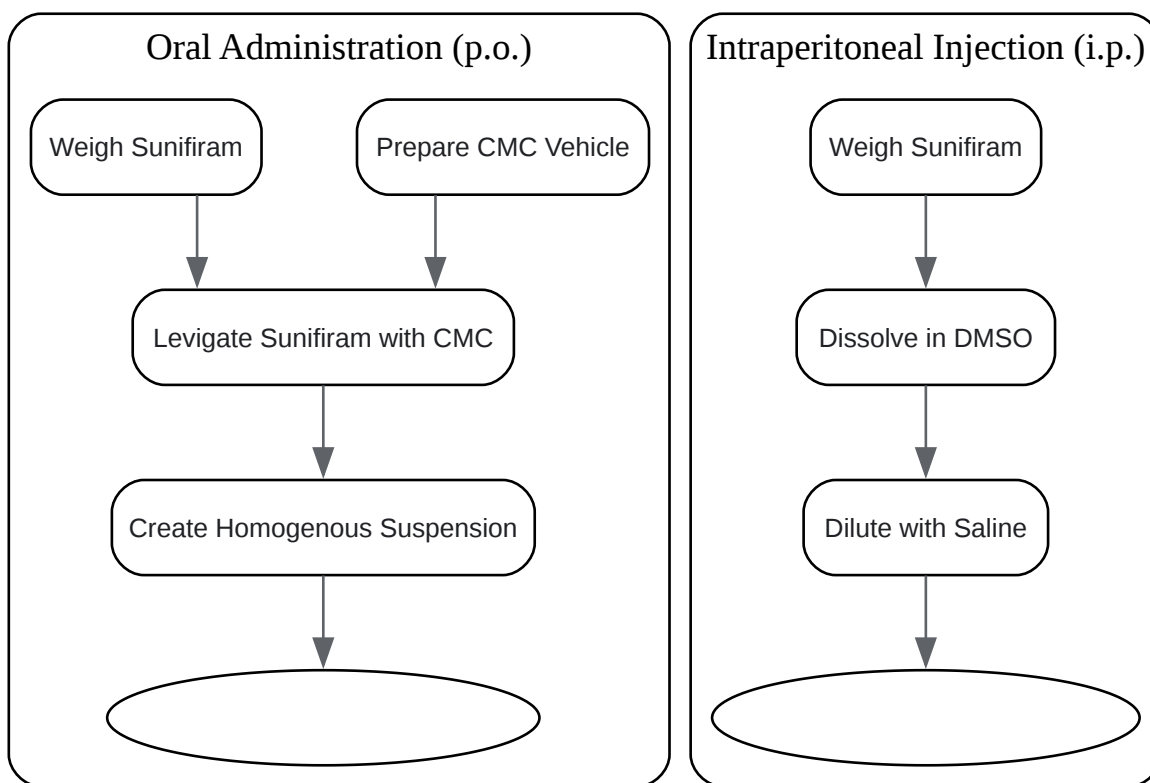 Oral Administration (p.o.)
Weigh Sunifiram
Prepare CMC Vehicle
Levigate Sunifiram with CMC
Create Homogenous Suspension
Intraperitoneal Injection (i.p.)
Weigh Sunifiram
Dissolve in DMSO
Dilute with Saline